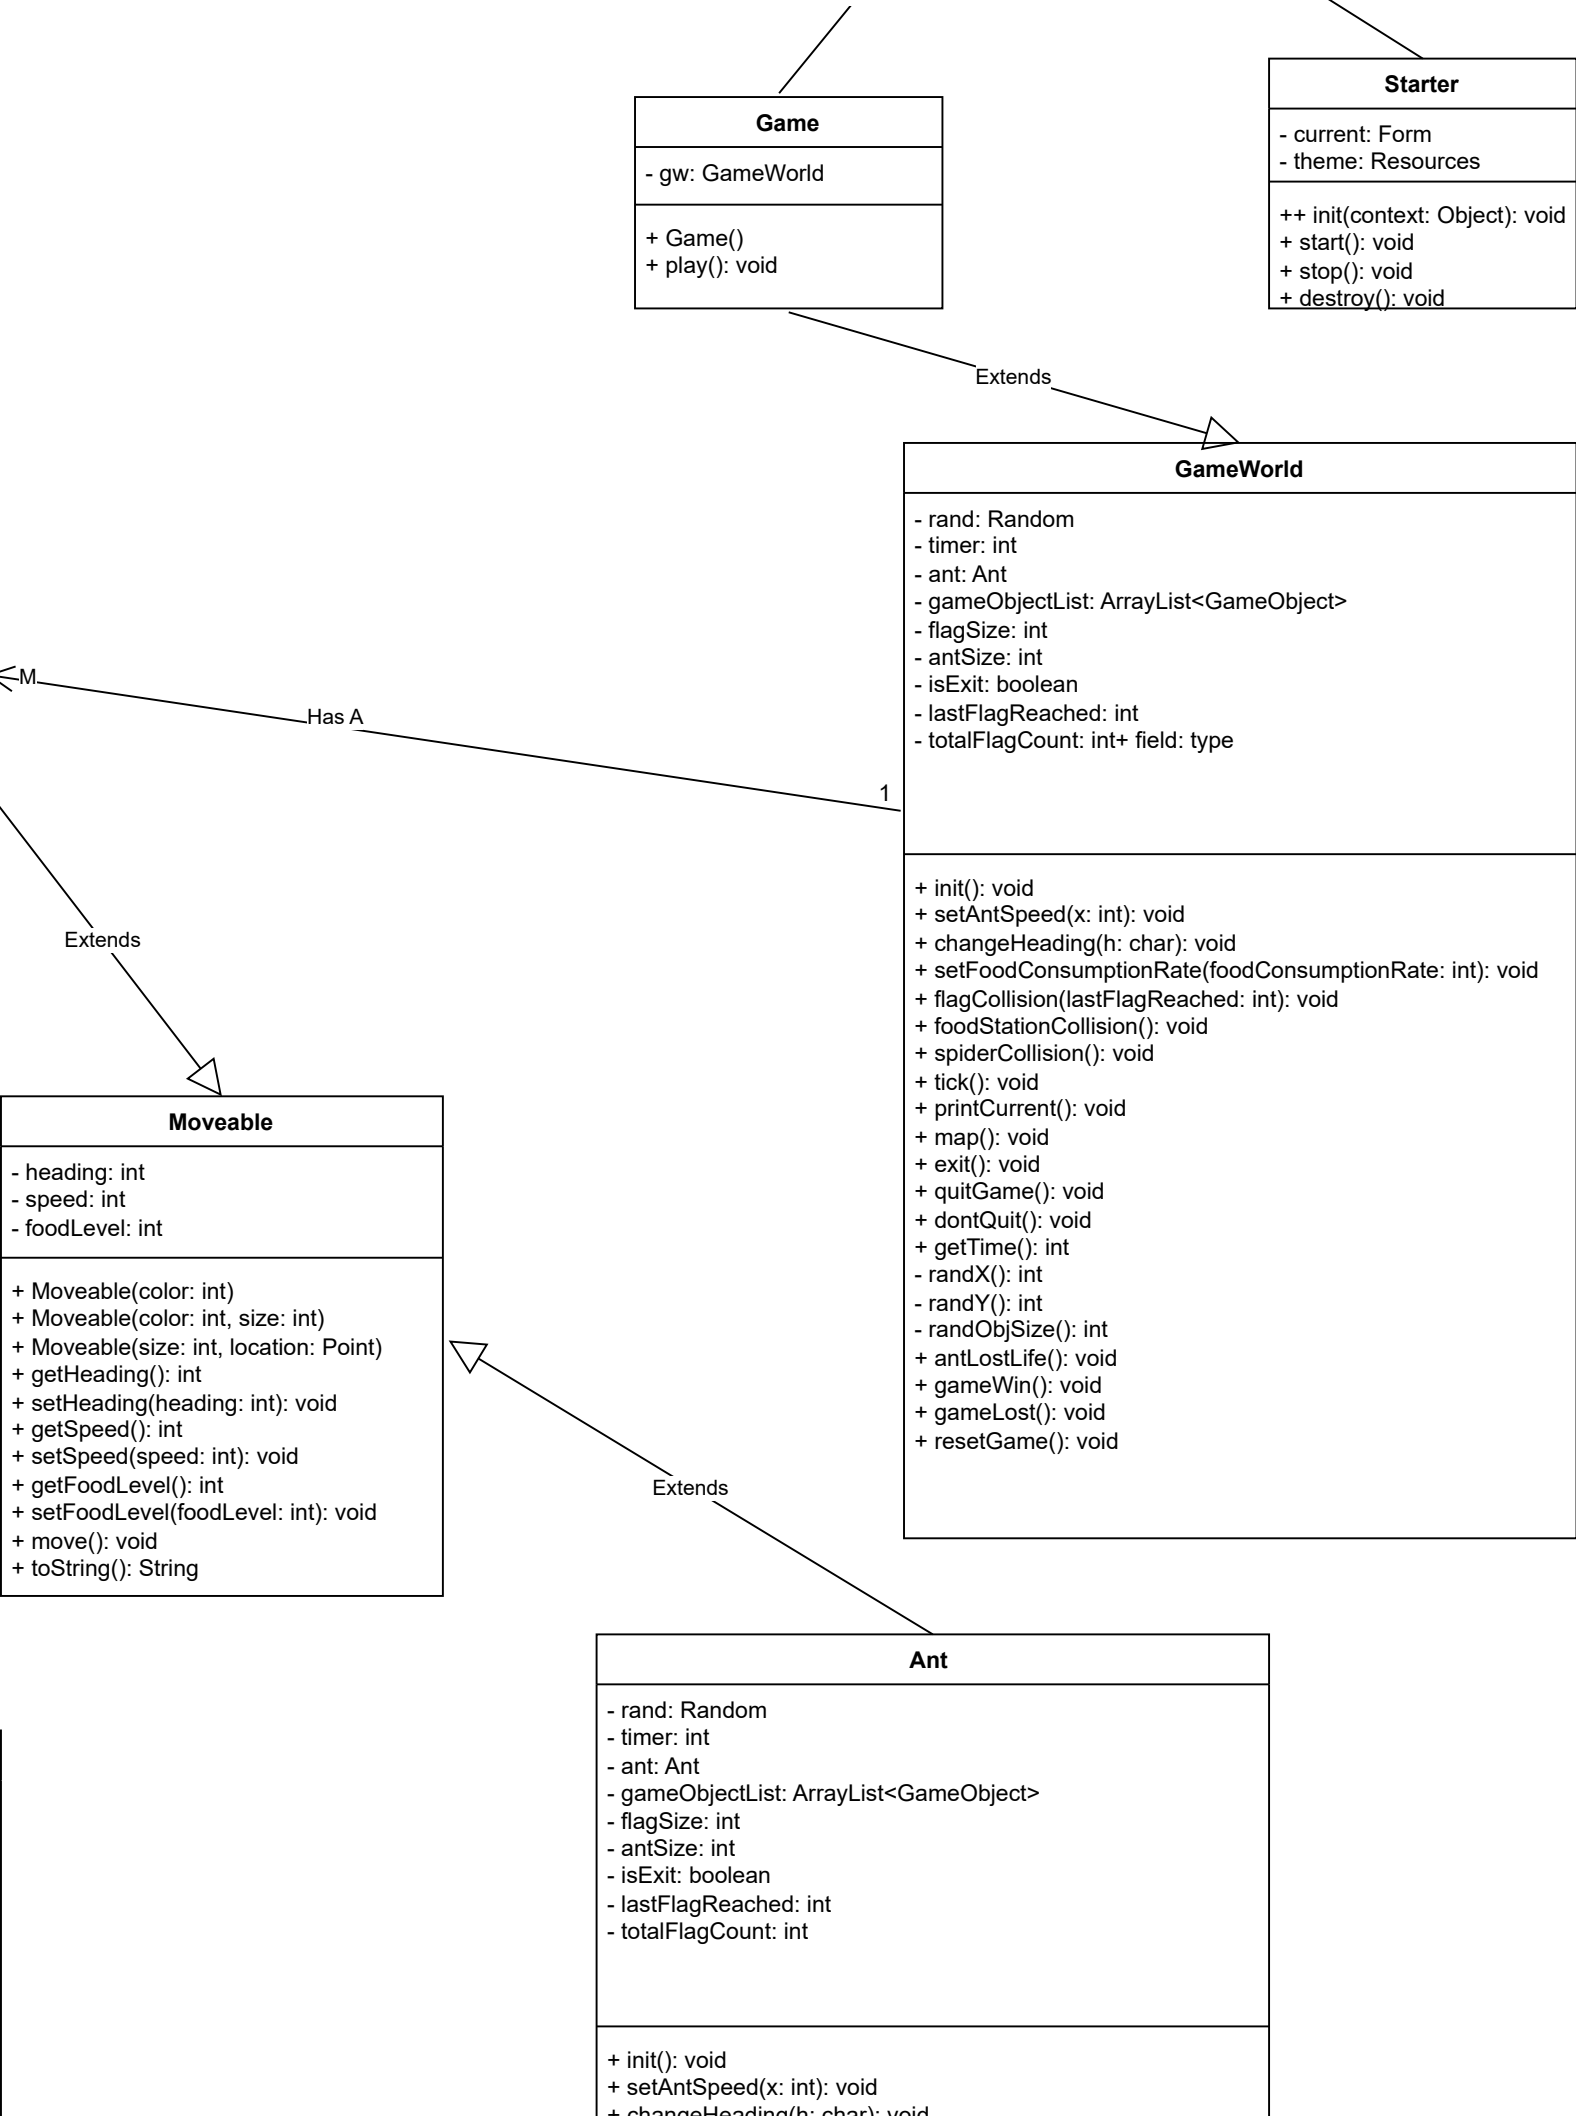 Game
- gw: GameWorld
+ Game()
+ play(): void
Starter
- current: Form
- theme: Resources
++ init(context: Object): void
+ start(): void
+ stop(): void
+ destroy(): void
Extends
GameWorld
- rand: Random
- timer: int
- ant: Ant
- gameObjectList: ArrayList<GameObject>
- flagSize: int
- antSize: int
- isExit: boolean
- lastFlagReached: int
- totalFlagCount: int+ field: type
+ init(): void
+ setAntSpeed(x: int): void
+ changeHeading(h: char): void
+ setFoodConsumptionRate(foodConsumptionRate: int): void
+ flagCollision(lastFlagReached: int): void
+ foodStationCollision(): void
+ spiderCollision(): void
+ tick(): void
+ printCurrent(): void
+ map(): void
+ exit(): void
+ quitGame(): void
+ dontQuit(): void
+ getTime(): int
- randX(): int
- randY(): int
- randObjSize(): int
+ antLostLife(): void
+ gameWin(): void
+ gameLost(): void
+ resetGame(): void
M
Has A
1
Extends
Moveable
- heading: int
- speed: int
- foodLevel: int
+ Moveable(color: int)
+ Moveable(color: int, size: int)
+ Moveable(size: int, location: Point)
+ getHeading(): int
+ setHeading(heading: int): void
+ getSpeed(): int
+ setSpeed(speed: int): void
+ getFoodLevel(): int
+ setFoodLevel(foodLevel: int): void
+ move(): void
+ toString(): String
Extends
Ant
- rand: Random
- timer: int
- ant: Ant
- gameObjectList: ArrayList<GameObject>
- flagSize: int
- antSize: int
- isExit: boolean
- lastFlagReached: int
- totalFlagCount: int
+ init(): void
+ setAntSpeed(x: int): void
+ changeHeading(h: char): void